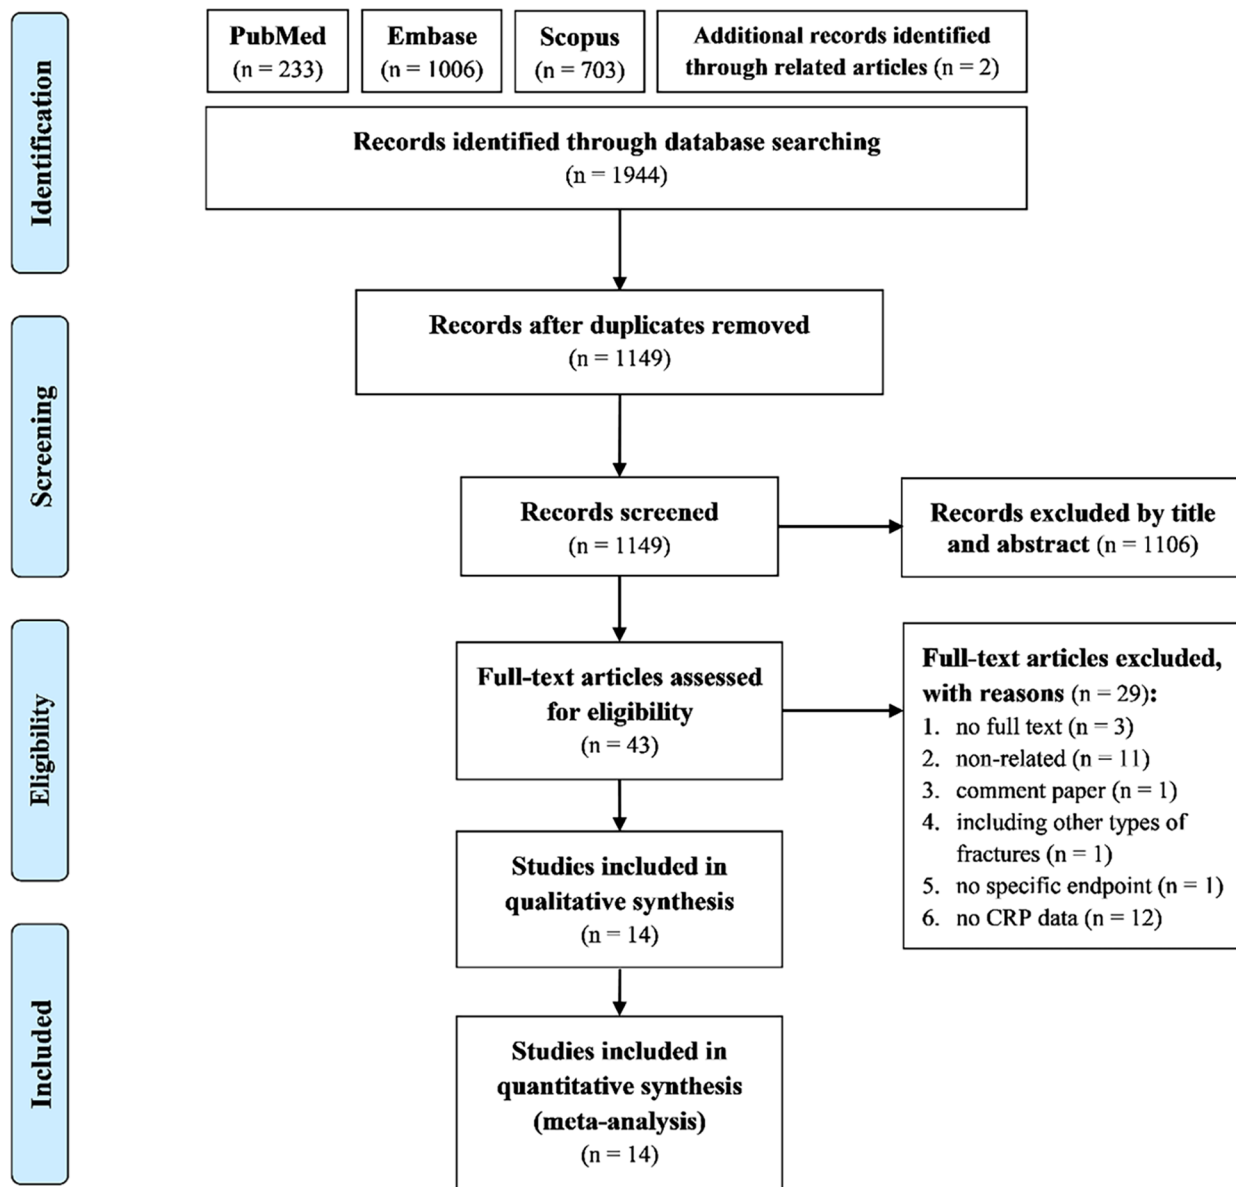 Identification
PubMed
(n = 233)
Embase
(n = 1006)
Scopus
(n = 703)
Additional records identified
through related articles (n = 2)
Records identified through database searching
(n = 1944)
Screening
Records after duplicates removed
(n = 1149)
Records screened
(n = 1149)
Records excluded by title
and abstract (n = 1106)
Eligibility
Full-text articles assessed
for eligibility
(n = 43)
Full-text articles excluded,
with reasons (n = 29):
1. no full text (n = 3)
2. non-related (n = 11)
3. comment paper (n = 1)
4. including other types of
fractures (n = 1)
5. no specific endpoint (n = 1)
6. no CRP data (n = 12)
Studies included in
qualitative synthesis
(n = 14)
Included
Studies included in
quantitative synthesis
(meta-analysis)
(n = 14)